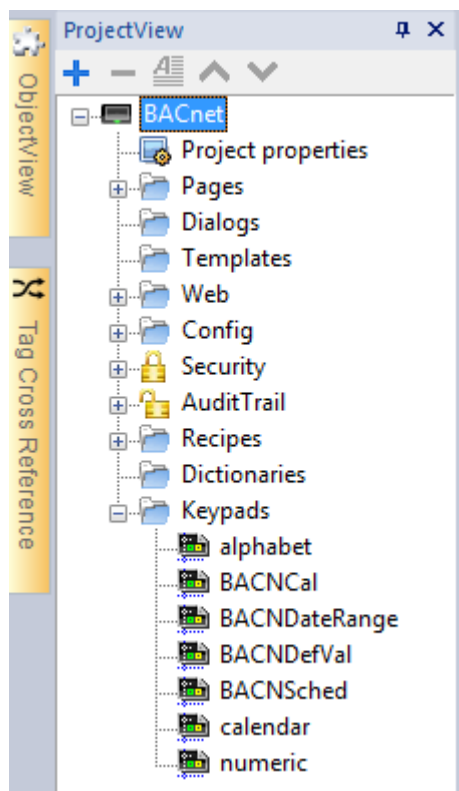 ProjectView
ObjectView
Tag Cross Reference
BACnet
Project properties
Pages
Dialogs
Templates
Web
Config
Security
AuditTrail
Recipes
Dictionaries
Keypads
alphabet
BACNCal
BACNDateRange
BACNDefVal
BACNSched
calendar
numeric